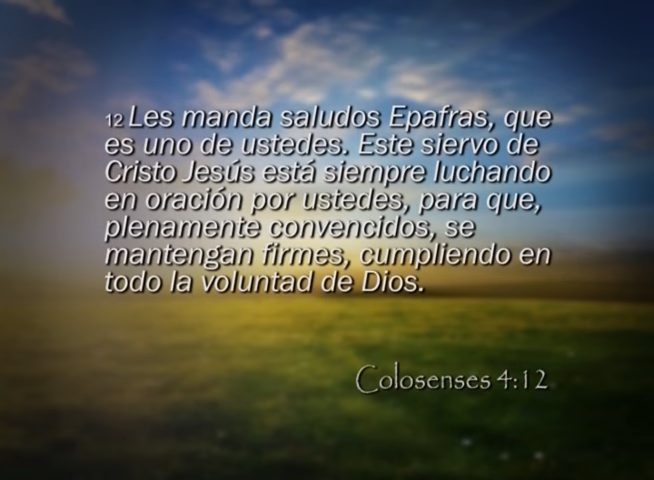 12 Les manda saludos Epafras, que
es uno de ustedes. Este siervo de
Cristo Jesús está siempre luchando
en oración por ustedes, para que,
plenamente convencidos, se
mantengan firmes, cumpliendo en
todo la voluntad de Dios.
Colosenses 4:12